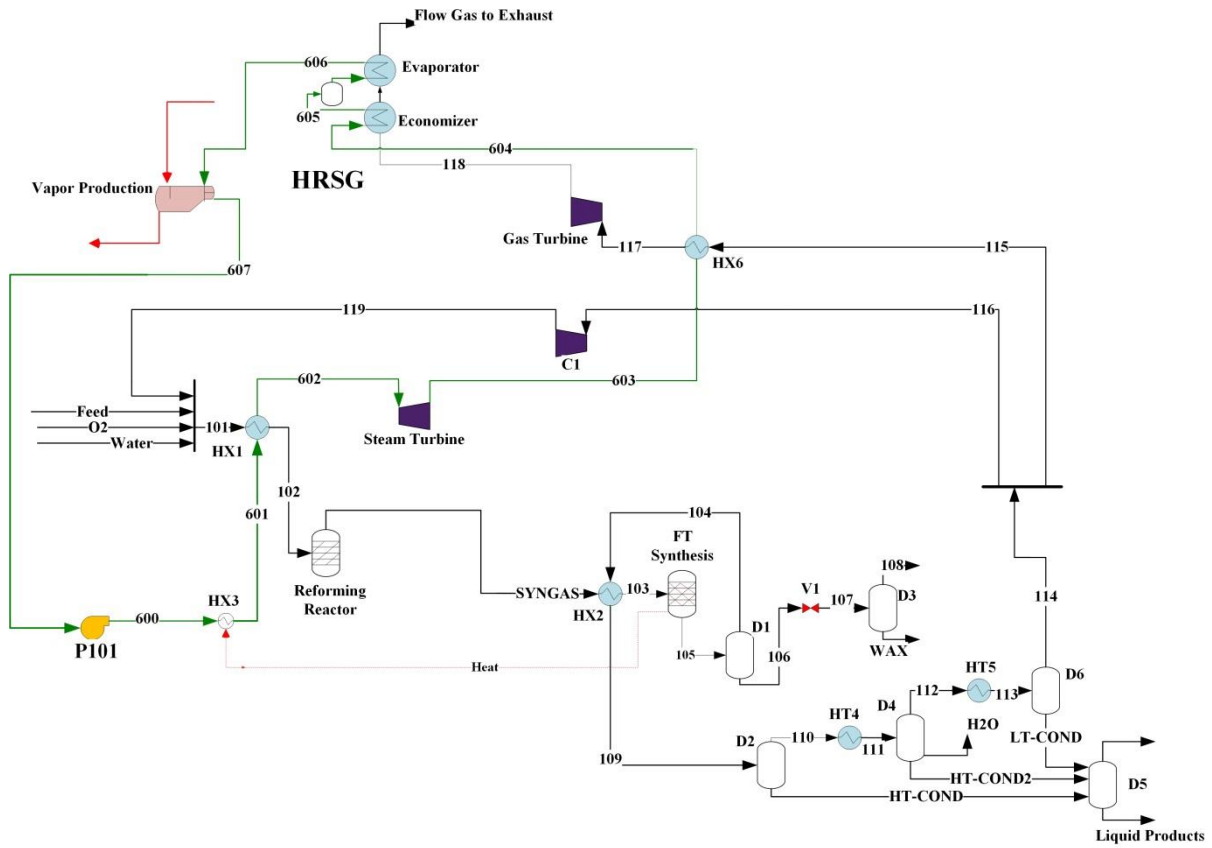 Flow Gas to Exhaust
606
Evaporator
605
Economizer
604
118
HRSG
Vapor Production
Gas Turbine
117
HX6
115
607
119
116
C1
602
603
Feed
O2
Water
101
HX1
Steam Turbine
102
601
104
FT
Synthesis
Reforming
Reactor
SYNGAS
103
HX2
V1
108
107
D3
114
HX3
600
P101
105
D1
106
WAX
Heat
HT5
112
113
D6
HT4
D4
H2O
LT-COND
D2
110
111
109
HT-COND2
D5
HT-COND
Liquid Products